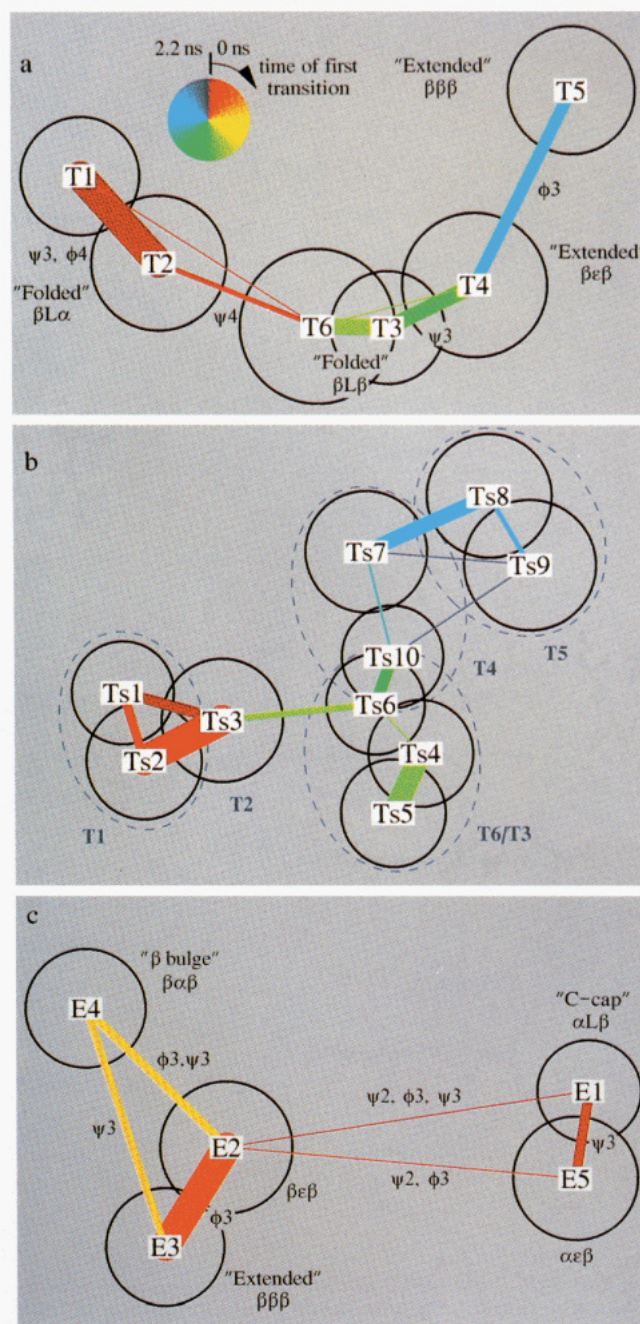 a
2.2 ns 0 ns
time of first
transition
"Extended"
βββ
T5
T1
ϕ3
ψ3, ϕ4
T2
"Extended"
βεβ
T4
"Folded"
βLα
ψ4
T6
T3
ψ3
"Folded"
βLβ
b
Ts8
Ts7
Ts9
Ts10
T4
T5
Ts1
Ts6
Ts3
Ts2
Ts4
T2
Ts5
T1
T6/T3
c
"β bulge"
βαβ
"C-cap"
αLβ
E4
ϕ3,ψ3
ψ2, ϕ3, ψ3
E1
ψ3
E2
ψ3
ψ2, ϕ3
E5
βεβ
ϕ3
E3
αεβ
"Extended"
βββ